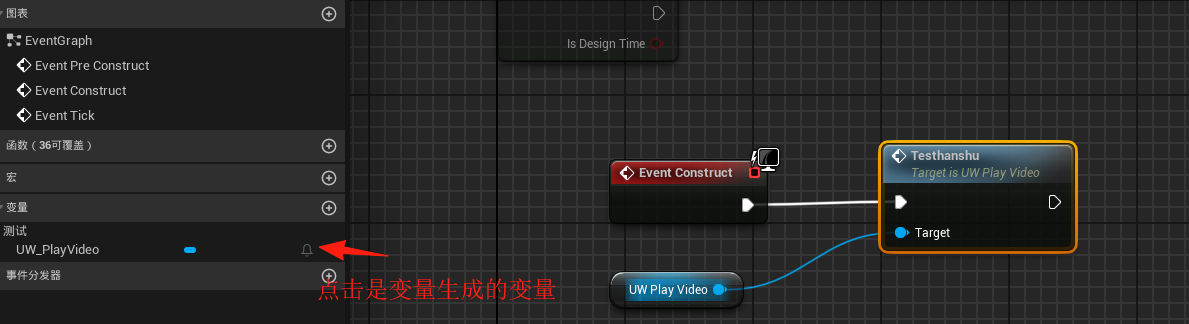 图表
EventGraph
Event Pre Construct
Event Construct
Event Tick
函数（36可覆盖）
宏
变量
测试
UW_PlayVideo
事件分发器
点击是变量生成的变量
Is Design Time
Event Construct
Testhanshu
Target is UW Play Video
Target
UW Play Video